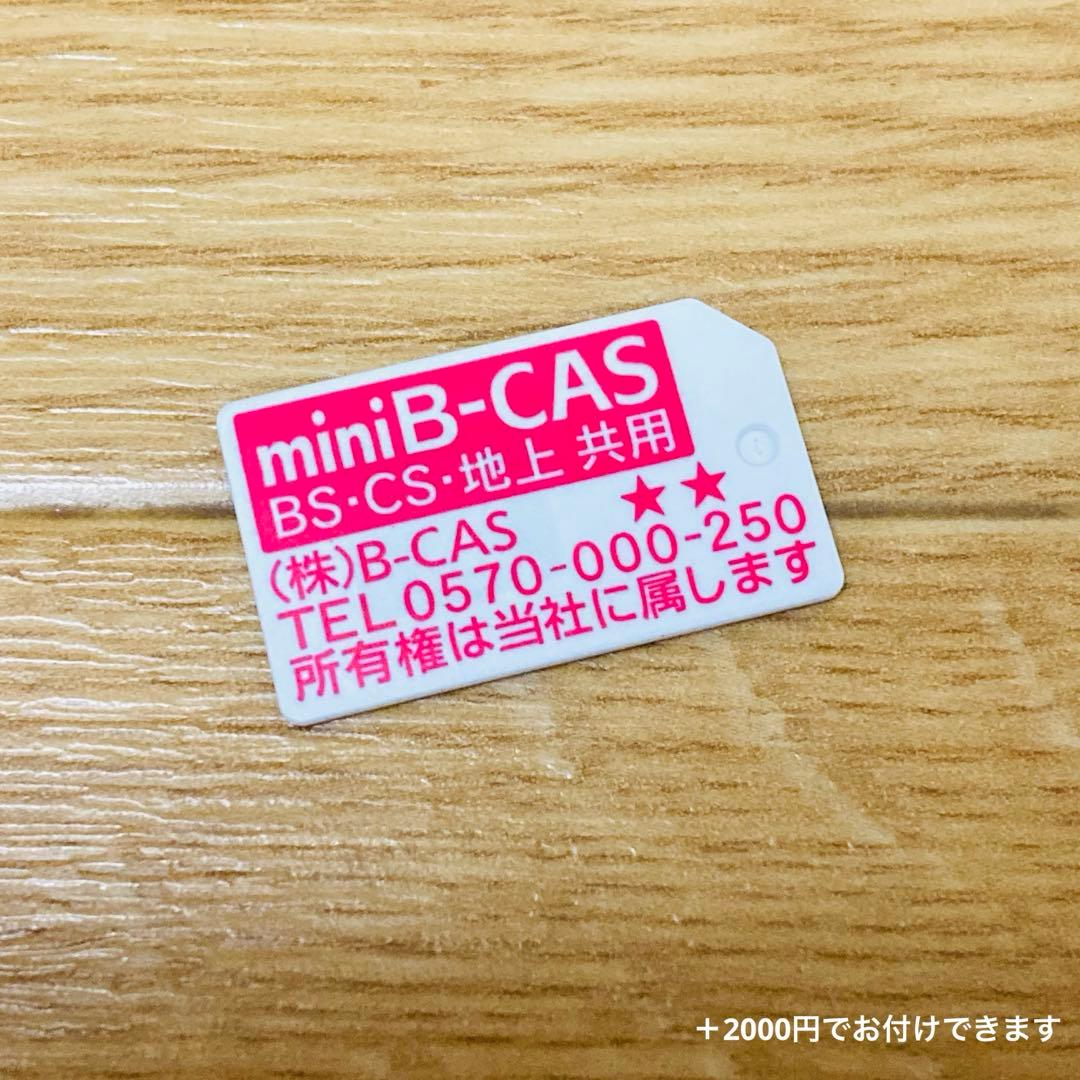 miniB-CAS
BS・CS・地上 共用
★★
(株)B-CAS
TEL 0570-000-250
所有権は当社に属します
＋2000円でお付けできます